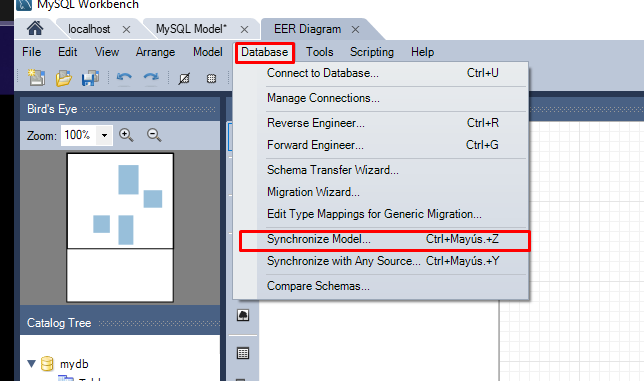 MySQL Workbench
localhost
MySQL Model*
EER Diagram
File Edit View Arrange Model Database Tools Scripting Help
Connect to Database... Ctrl+U
Manage Connections...
Reverse Engineer... Ctrl+R
Forward Engineer... Ctrl+G
Schema Transfer Wizard...
Migration Wizard...
Edit Type Mappings for Generic Migration...
Synchronize Model... Ctrl+Mayús.+Z
Synchronize with Any Source... Ctrl+Mayús.+Y
Compare Schemas...
Bird's Eye
Zoom: 100%
Catalog Tree
mydb